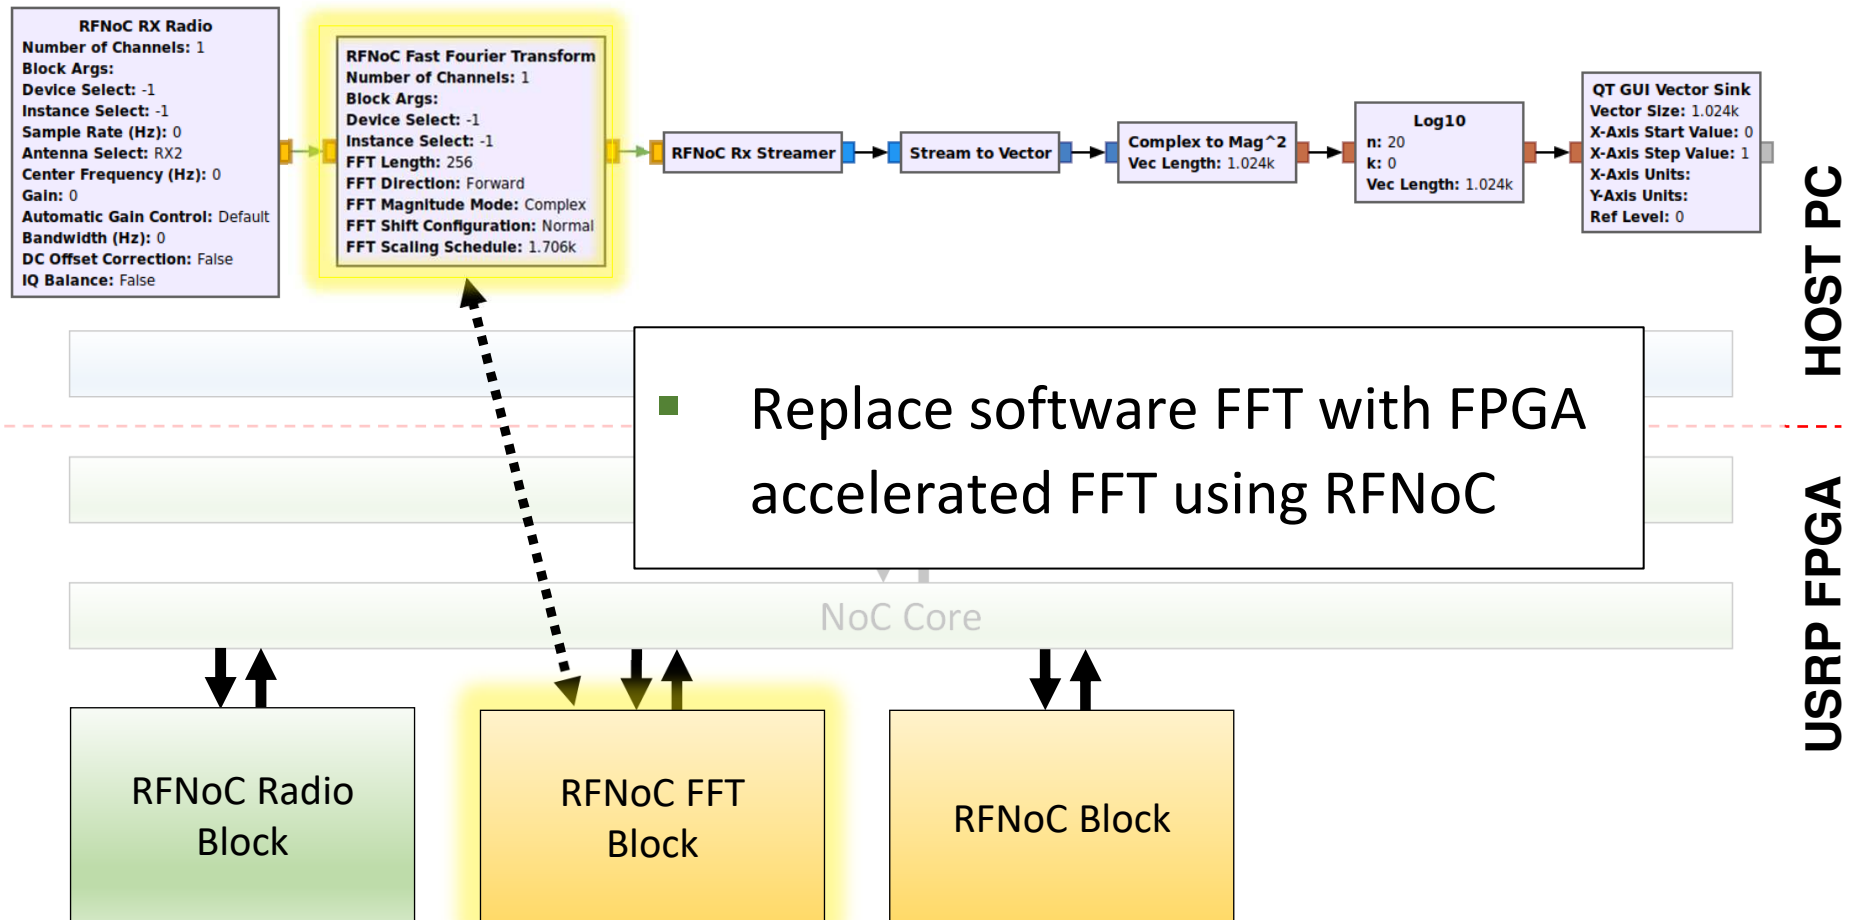 RFNoC RX Radio
Number of Channels: 1
Block Args:
Device Select: -1
Instance Select: -1
Sample Rate (Hz): 0
Antenna Select: RX2
Center Frequency (Hz): 0
Gain: 0
Automatic Gain Control: Default
Bandwidth (Hz): 0
DC Offset Correction: False
IQ Balance: False
RFNoC Fast Fourier Transform
Number of Channels: 1
Block Args:
Device Select: -1
Instance Select: -1
FFT Length: 256
FFT Direction: Forward
FFT Magnitude Mode: Complex
FFT Shift Configuration: Normal
FFT Scaling Schedule: 1.706k
RFNoC Rx Streamer
Stream to Vector
Complex to Mag^2
Vec Length: 1.024k
Log10
n: 20
k: 0
Vec Length: 1.024k
QT GUI Vector Sink
Vector Size: 1.024k
X-Axis Start Value: 0
X-Axis Step Value: 1
X-Axis Units:
Y-Axis Units:
Ref Level: 0
HOST PC
Replace software FFT with FPGA
accelerated FFT using RFNoC
USRP FPGA
NoC Core
RFNoC Radio
Block
RFNoC FFT
Block
RFNoC Block